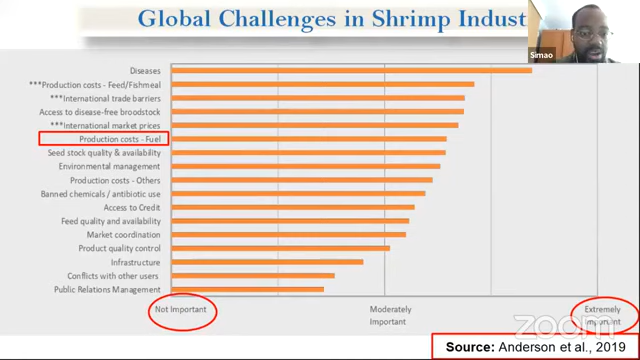 Global Challenges in Shrimp Indust
Simao
Diseases
***Production costs - Feed/Fishmeal
***International trade barriers
Access to disease-free broodstock
***International market prices
Production costs - Fuel
Seed stock quality & availability
Environmental management
Production costs - Others
Banned chemicals / antibiotic use
Access to Credit
Feed quality and availability
Market coordination
Product quality control
Infrastructure
Conflicts with other users
Public Relations Management
Not Important
Moderately
Important
Extremely
Important
zoom
Source: Anderson et al., 2019